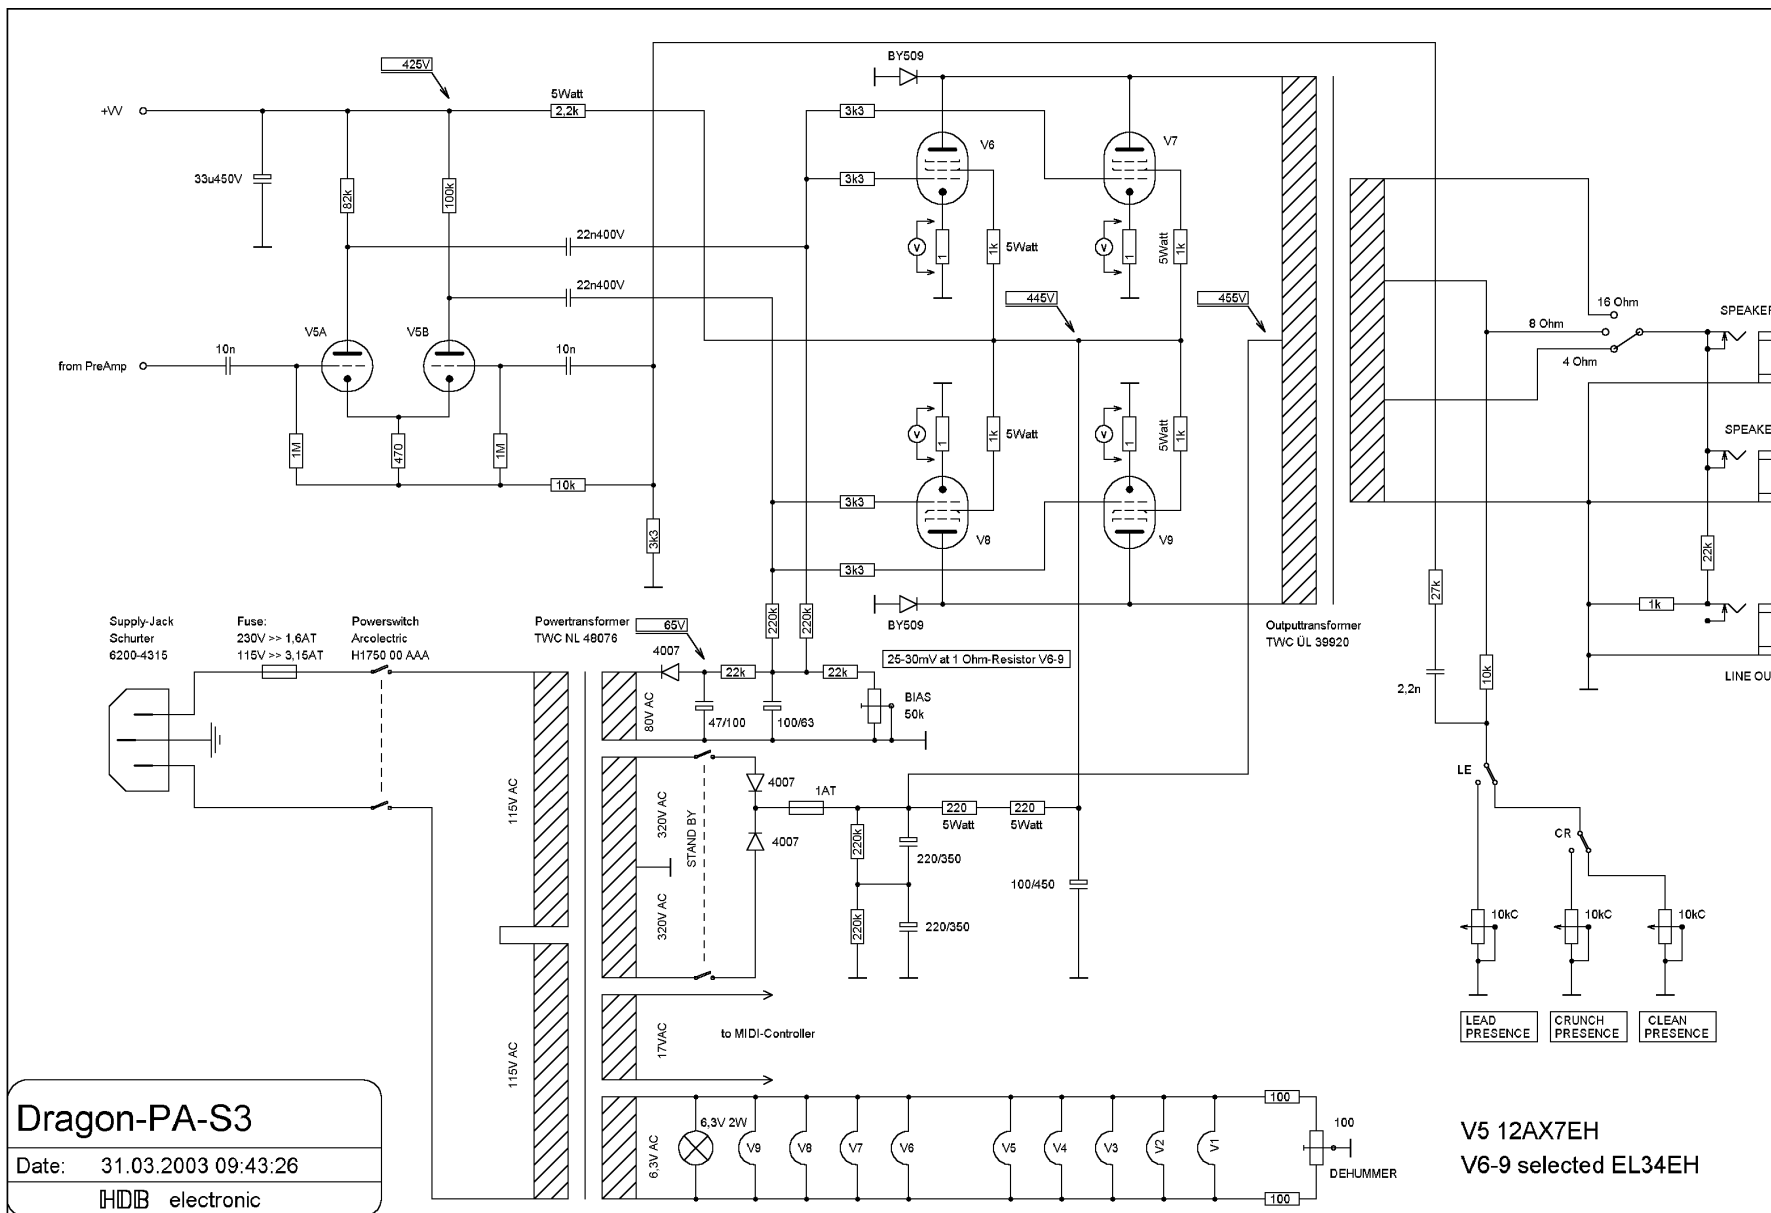 BY509
425V
5Watt
+VV
2,2k
3k3
V6
V7
33u450V
82k
100k
3k3
22n400V
V
1
1k
5Watt
V
1
5Watt
1k
22n400V
445V
455V
16 Ohm
SPEAKER
V5A
V5B
8 Ohm
10n
10n
4 Ohm
from PreAmp
1M
470
1M
V
1
1k
5Watt
V
1
5Watt
1k
SPEAKE
10k
3k3
3k3
V8
V9
22k
3k3
27k
BY509
1k
Supply-Jack
Schurter
6200-4315
Fuse:
230V >> 1,6AT
115V >> 3,15AT
Powerswitch
Arcolectric
H1750 00 AAA
Powertransformer
TWC NL 48076
65V
220k
220k
Outputtransformer
TWC ÜL 39920
4007
22k
22k
25-30mV at 1 Ohm-Resistor V6-9
10k
LINE OU
2,2n
80V AC
47/100
100/63
BIAS
50k
LE
115V AC
320V AC
STAND BY
4007
1AT
220
5Watt
220
5Watt
4007
220k
220/350
CR
100/450
320V AC
220k
220/350
10kC
10kC
10kC
17VAC
to MIDI-Controller
LEAD
PRESENCE
CRUNCH
PRESENCE
CLEAN
PRESENCE
115V AC
100
6,3V AC
6,3V 2W
V9
V8
V7
V6
V5
V4
V3
V2
V1
100
DEHUMMER
100
Dragon-PA-S3
Date: 31.03.2003 09:43:26
HDB electronic
V5 12AX7EH
V6-9 selected EL34EH